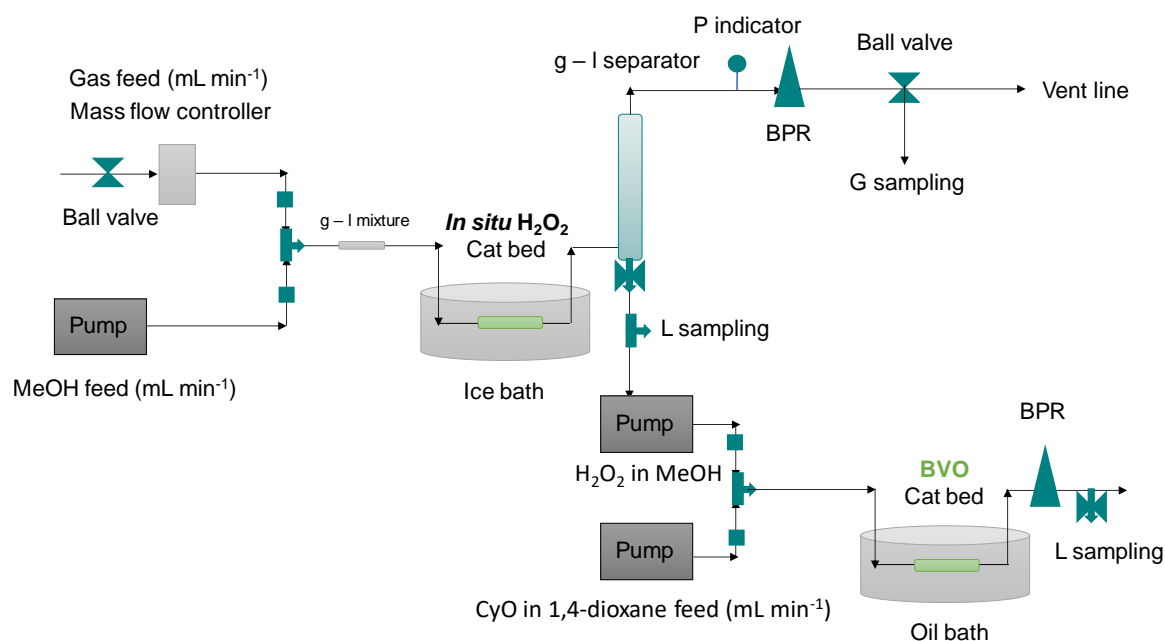 P indicator
Ball valve
g – l separator
Gas feed (mL min⁻¹)
Mass flow controller
Vent line
BPR
G sampling
Ball valve
g – l mixture
In situ H₂O₂
Cat bed
Pump
L sampling
MeOH feed (mL min⁻¹)
Ice bath
Pump
BPR
H₂O₂ in MeOH
BVO
Cat bed
Pump
L sampling
CyO in 1,4-dioxane feed (mL min⁻¹)
Oil bath